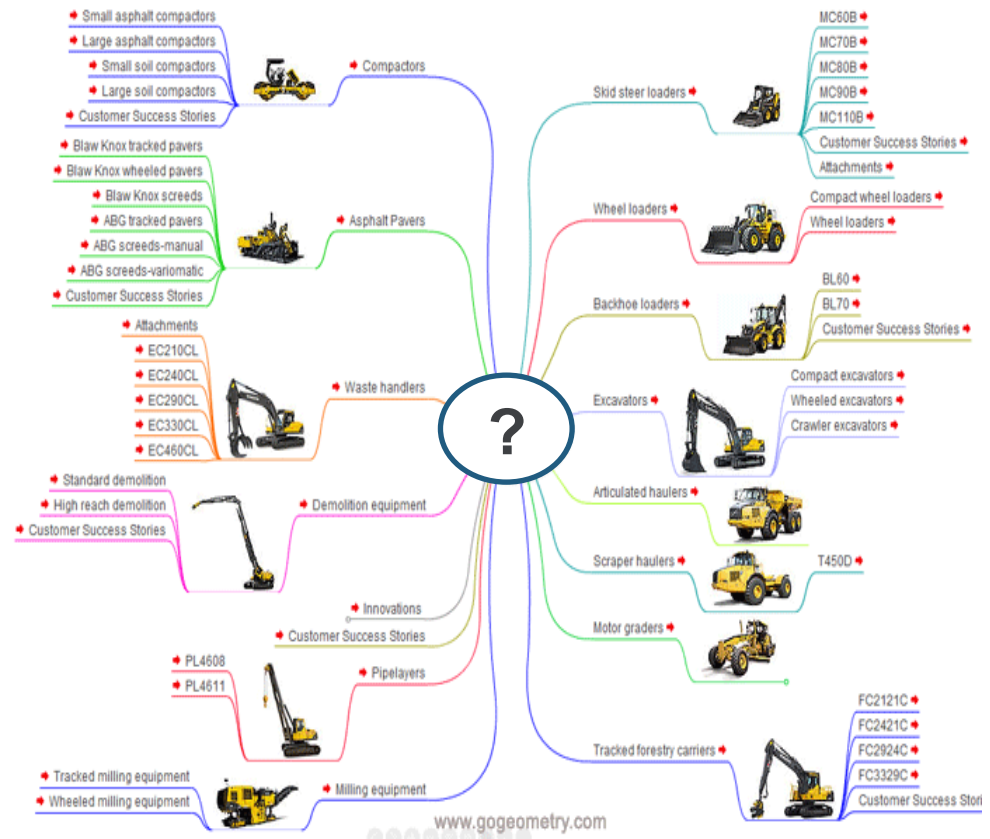 Small asphalt compactors
Large asphalt compactors
Small soil compactors
Large soil compactors
Customer Success Stories
Compactors
Blaw Knox tracked pavers
Blaw Knox wheeled pavers
Blaw Knox screeds
ABG tracked pavers
ABG screeds-manual
ABG screeds-variomatic
Customer Success Stories
Asphalt Pavers
Attachments
EC210CL
EC240CL
EC290CL
EC330CL
EC460CL
Waste handlers
Standard demolition
High reach demolition
Customer Success Stories
Demolition equipment
Innovations
Customer Success Stories
PL4608
PL4611
Pipelayers
Tracked milling equipment
Wheeled milling equipment
Milling equipment
?
Skid steer loaders
MC60B
MC70B
MC80B
MC90B
MC110B
Customer Success Stories
Attachments
Wheel loaders
Compact wheel loaders
Wheel loaders
Backhoe loaders
BL60
BL70
Customer Success Stories
Excavators
Compact excavators
Wheeled excavators
Crawler excavators
Articulated haulers
Scraper haulers
T450D
Motor graders
Tracked forestry carriers
FC2121C
FC2421C
FC2924C
FC3329C
Customer Success Stori
www.gogeometry.com